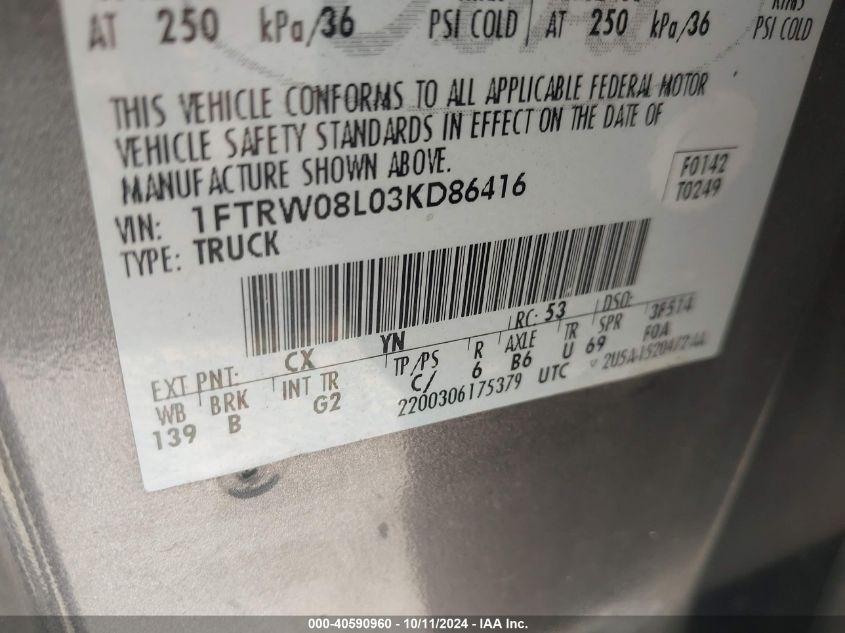 AT 250 kPa/36 PSI COLD AT 250 kPa/36 PSI COLD
THIS VEHICLE CONFORMS TO ALL APPLICABLE FEDERAL MOTOR
VEHICLE SAFETY STANDARDS IN EFFECT ON THE DATE OF
MANUFACTURE SHOWN ABOVE.
F0142
T0249
VIN: 1FTRW08L03KD86416
TYPE: TRUCK
EXT PNT: CX YN RC: 53 DSO: 3F514
WB BRK INT TR TP/PS R AXLE TR SPR F0A
139 B G2 C/ 6 B6 U 69
2200306175379 UTC
000-40590960 - 10/11/2024 - IAA Inc.